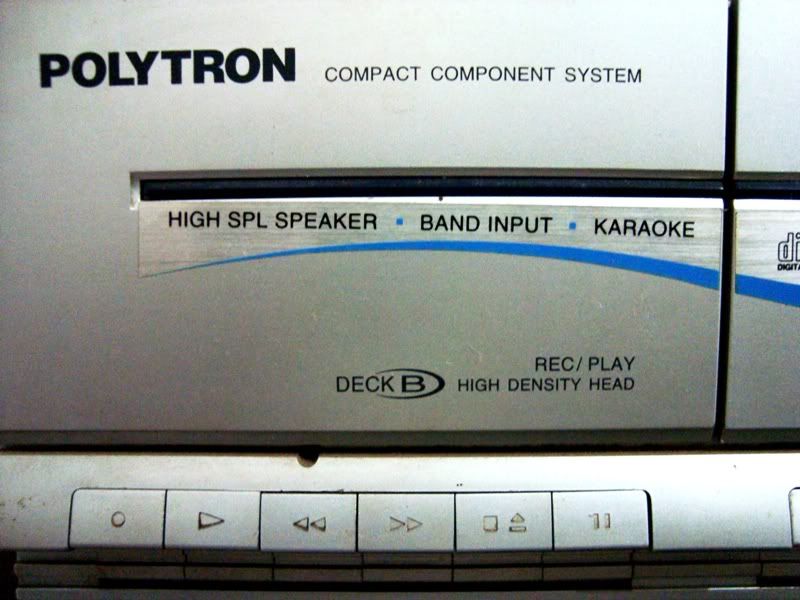 POLYTRON COMPACT COMPONENT SYSTEM
HIGH SPL SPEAKER ▪ BAND INPUT ▪ KARAOKE
REC/PLAY
DECK B HIGH DENSITY HEAD